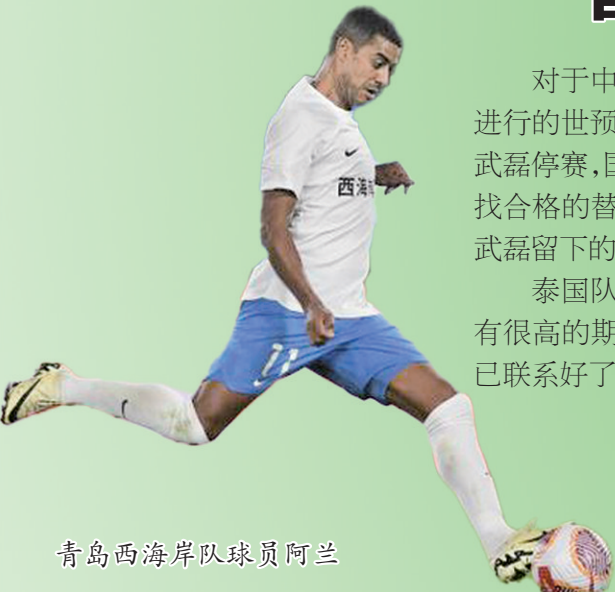 对于中
进行的世预
武磊停赛,国
找合格的替
武磊留下的
泰国队
有很高的期
已联系好了
西海
11
青岛西海岸队球员阿兰